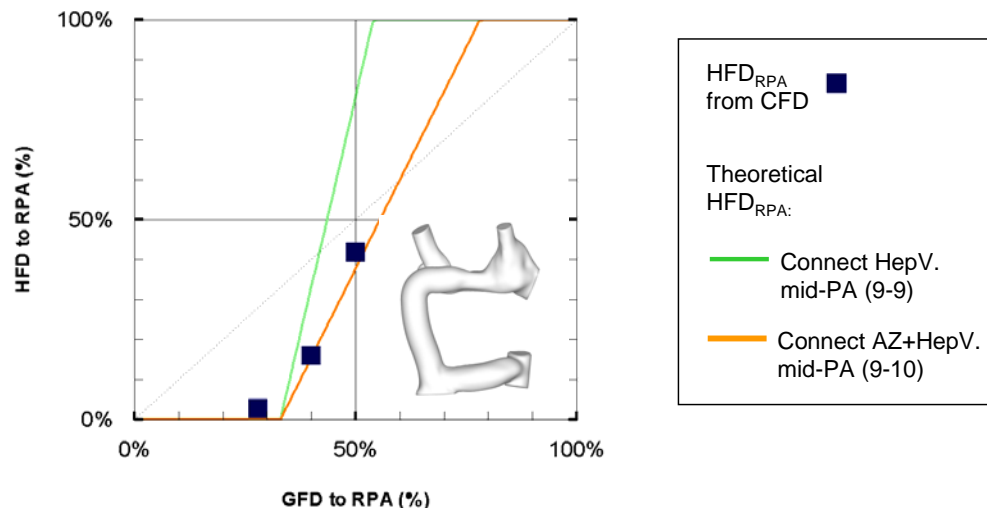 100%
50%
0%
HFD to RPA (%)
0%
50%
100%
GFD to RPA (%)
HFDRPA
from CFD
Theoretical
HFDRPA:
Connect HepV.
mid-PA (9-9)
Connect AZ+HepV.
mid-PA (9-10)